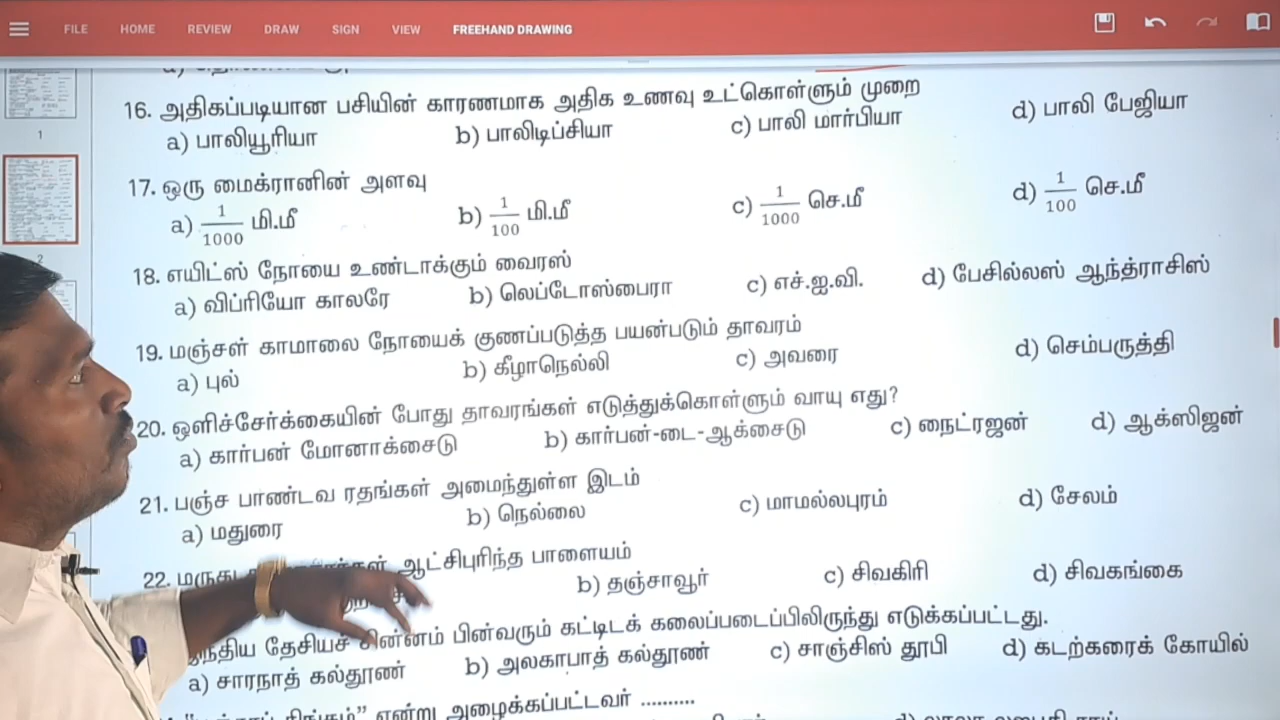 FILE HOME REVIEW DRAW SIGN VIEW FREEHAND DRAWING
16. அதிகப்படியான பசியின் காரணமாக அதிக உணவு உட்கொள்ளும் முறை
a) பாலியூரியா b) பாலிடிப்சியா c) பாலி மார்பியா d) பாலி பேஜியா
17. ஒரு மைக்ரானின் அளவு
a) 1/1000 மி.மீ b) 1/100 மி.மீ c) 1/1000 செ.மீ d) 1/100 செ.மீ
18. எயிட்ஸ் நோயை உண்டாக்கும் வைரஸ்
a) விப்ரியோ காலரே b) லெப்டோஸ்பைரா c) எச்.ஐ.வி. d) பேசில்லஸ் ஆந்த்ராசிஸ்
19. மஞ்சள் காமாலை நோயைக் குணப்படுத்த பயன்படும் தாவரம்
a) புல் b) கீழாநெல்லி c) அவரை d) செம்பருத்தி
20. ஒளிச்சேர்க்கையின் போது தாவரங்கள் எடுத்துக்கொள்ளும் வாயு எது?
a) கார்பன் மோனாக்சைடு b) கார்பன்-டை-ஆக்சைடு c) நைட்ரஜன் d) ஆக்ஸிஜன்
21. பஞ்ச பாண்டவ ரதங்கள் அமைந்துள்ள இடம்
a) மதுரை b) நெல்லை c) மாமல்லபுரம் d) சேலம்
22. ஆட்சிபுரிந்த பாளையம்
b) தஞ்சாவூர் c) சிவகிரி d) சிவகங்கை
தேசியச் சின்னம் பின்வரும் கட்டிடக் கலைப்படைப்பிலிருந்து எடுக்கப்பட்டது.
a) சாரநாத் கல்தூண் b) அலகாபாத் கல்தூண் c) சாஞ்சிஸ் தூபி d) கடற்கரைக் கோயில்
என்று அழைக்கப்பட்டவர் ..........
1
2